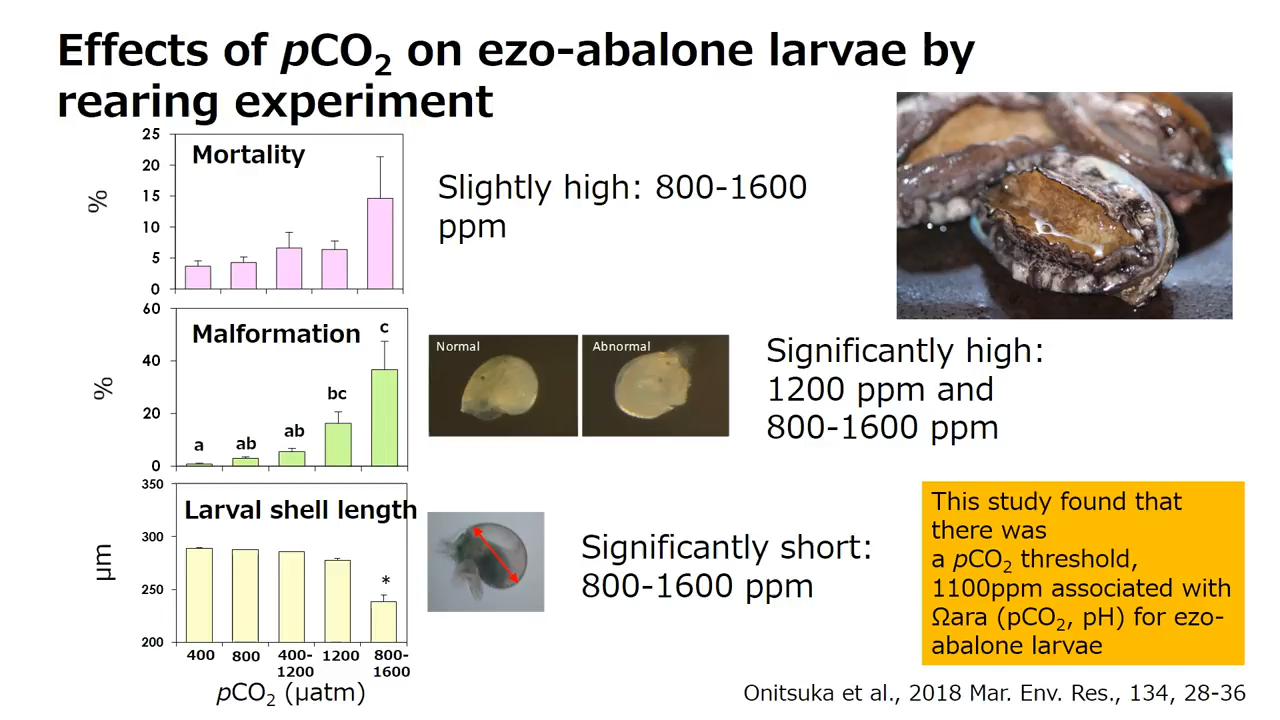 Effects of pCO₂ on ezo-abalone larvae by
rearing experiment
Mortality
%
25
20
15
10
5
0
Slightly high: 800-1600
ppm
Malformation
%
60
40
20
0
a
ab
ab
bc
c
Normal
Abnormal
Significantly high:
1200 ppm and
800-1600 ppm
Larval shell length
μm
350
300
250
200
*
400
800
400-
1200
1200
800-
1600
pCO₂ (μatm)
Significantly short:
800-1600 ppm
This study found that
there was
a pCO₂ threshold,
1100ppm associated with
Ωara (pCO₂, pH) for ezo-
abalone larvae
Onitsuka et al., 2018 Mar. Env. Res., 134, 28-36